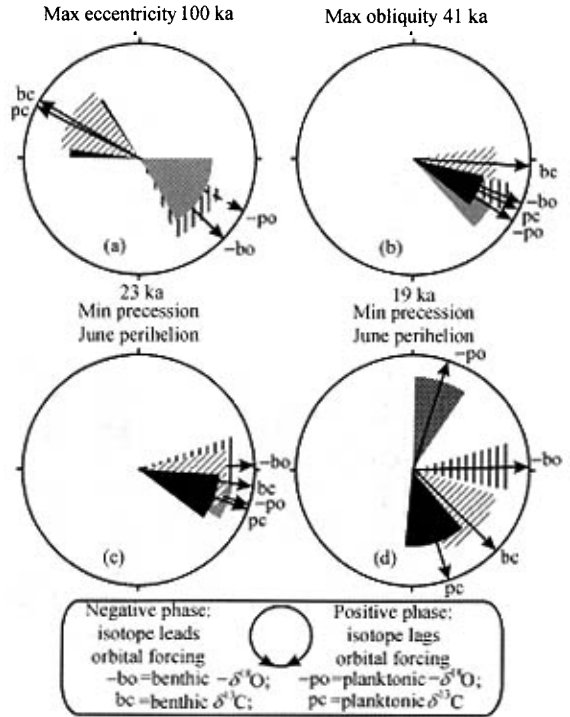 Max eccentricity 100 ka
Max obliquity 41 ka
bc
pc
−po
−bo
(a)
bc
−bo
pc
−po
(b)
23 ka
Min precession
June perihelion
19 ka
Min precession
June perihelion
−bo
bc
−po
pc
(c)
−po
−bo
bc
pc
(d)
Negative phase;
isotope leads
orbital forcing
Positive phase;
isotope lags
orbital forcing
−bo=benthic −δ¹⁸O; −po=planktonic −δ¹⁸O;
bc=benthic δ¹³C; pc=planktonic δ¹³C